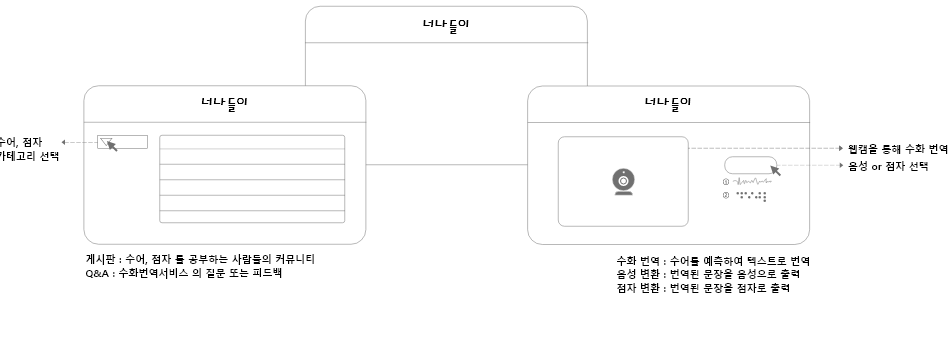 너나들이
너나들이
너나들이
수어, 점자
카테고리 선택
웹캠을 통해 수화 번역
음성 or 점자 선택
①
②
게시판 : 수어, 점자 를 공부하는 사람들의 커뮤니티
Q&A : 수화번역서비스 의 질문 또는 피드백
수화 번역 : 수어를 예측하여 텍스트로 번역
음성 변환 : 번역된 문장을 음성으로 출력
점자 변환 : 번역된 문장을 점자로 출력